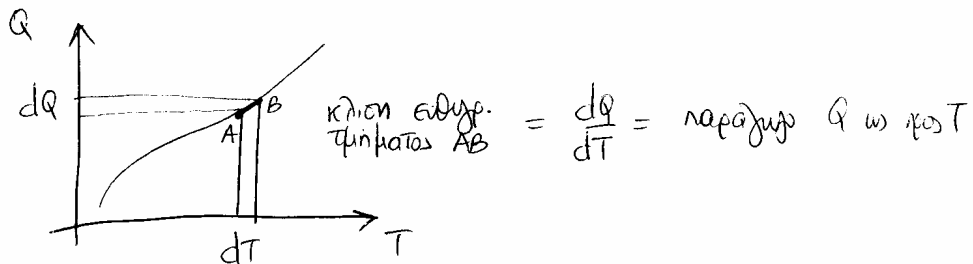 Q
dQ
A
B
dT
T
κλιση ευθυγρ.
τμήματος AB
= dQ/dT = παράγωγο Q ως προς T